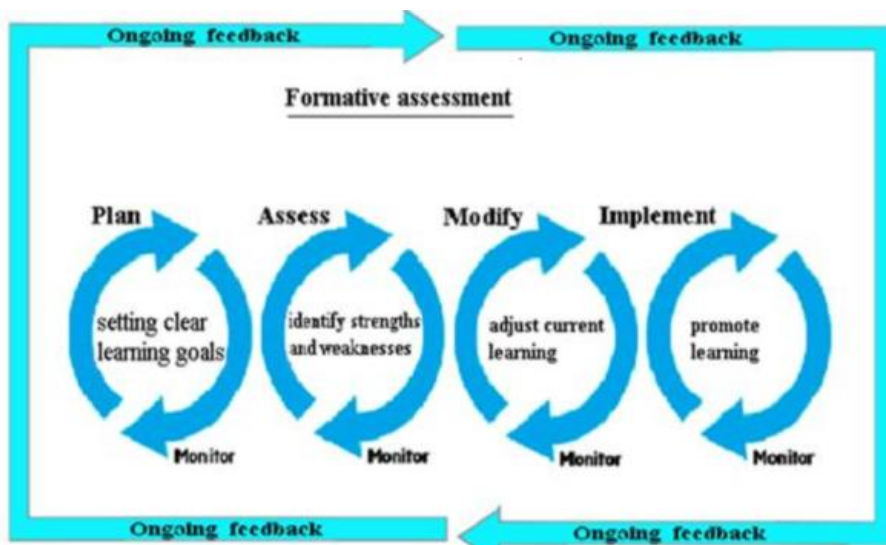 Ongoing feedback
Ongoing feedback
Formative assessment
Plan
Assess
Modify
Implement
setting clear
learning goals
identify strengths
and weaknesses
adjust current
learning
promote
learning
Monitor
Monitor
Monitor
Monitor
Ongoing feedback
Ongoing feedback